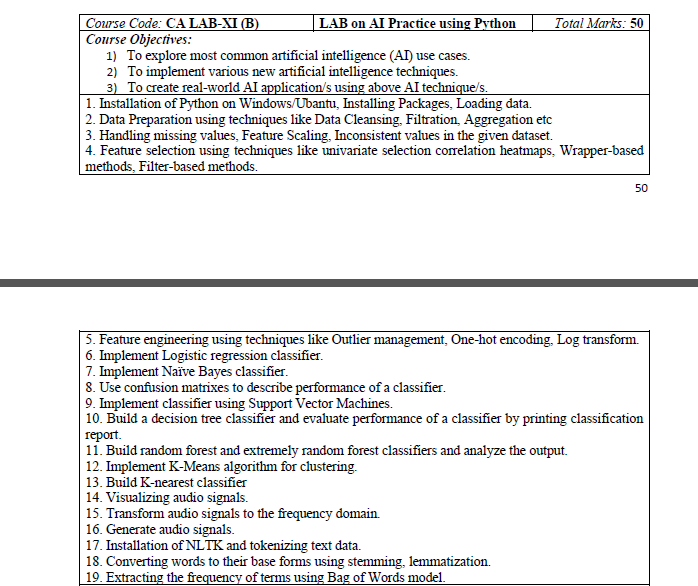 Course Code: CA LAB-XI (B) LAB on AI Practice using Python Total Marks: 50
Course Objectives:
1) To explore most common artificial intelligence (AI) use cases.
2) To implement various new artificial intelligence techniques.
3) To create real-world AI application/s using above AI technique/s.
1. Installation of Python on Windows/Ubantu, Installing Packages, Loading data.
2. Data Preparation using techniques like Data Cleansing, Filtration, Aggregation etc
3. Handling missing values, Feature Scaling, Inconsistent values in the given dataset.
4. Feature selection using techniques like univariate selection correlation heatmaps, Wrapper-based
methods, Filter-based methods.
50
5. Feature engineering using techniques like Outlier management, One-hot encoding, Log transform.
6. Implement Logistic regression classifier.
7. Implement Naïve Bayes classifier.
8. Use confusion matrixes to describe performance of a classifier.
9. Implement classifier using Support Vector Machines.
10. Build a decision tree classifier and evaluate performance of a classifier by printing classification
report.
11. Build random forest and extremely random forest classifiers and analyze the output.
12. Implement K-Means algorithm for clustering.
13. Build K-nearest classifier
14. Visualizing audio signals.
15. Transform audio signals to the frequency domain.
16. Generate audio signals.
17. Installation of NLTK and tokenizing text data.
18. Converting words to their base forms using stemming, lemmatization.
19. Extracting the frequency of terms using Bag of Words model.